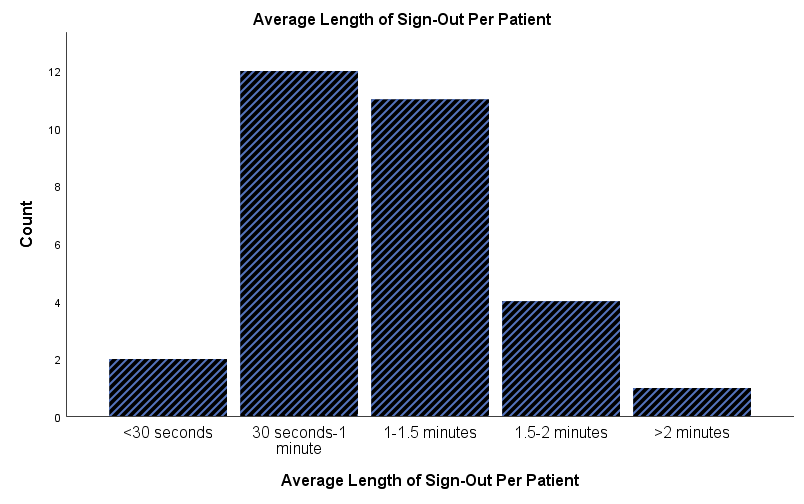 Average Length of Sign-Out Per Patient
Count
12
10
8
6
4
2
0
<30 seconds
30 seconds-1
minute
1-1.5 minutes
1.5-2 minutes
>2 minutes
Average Length of Sign-Out Per Patient